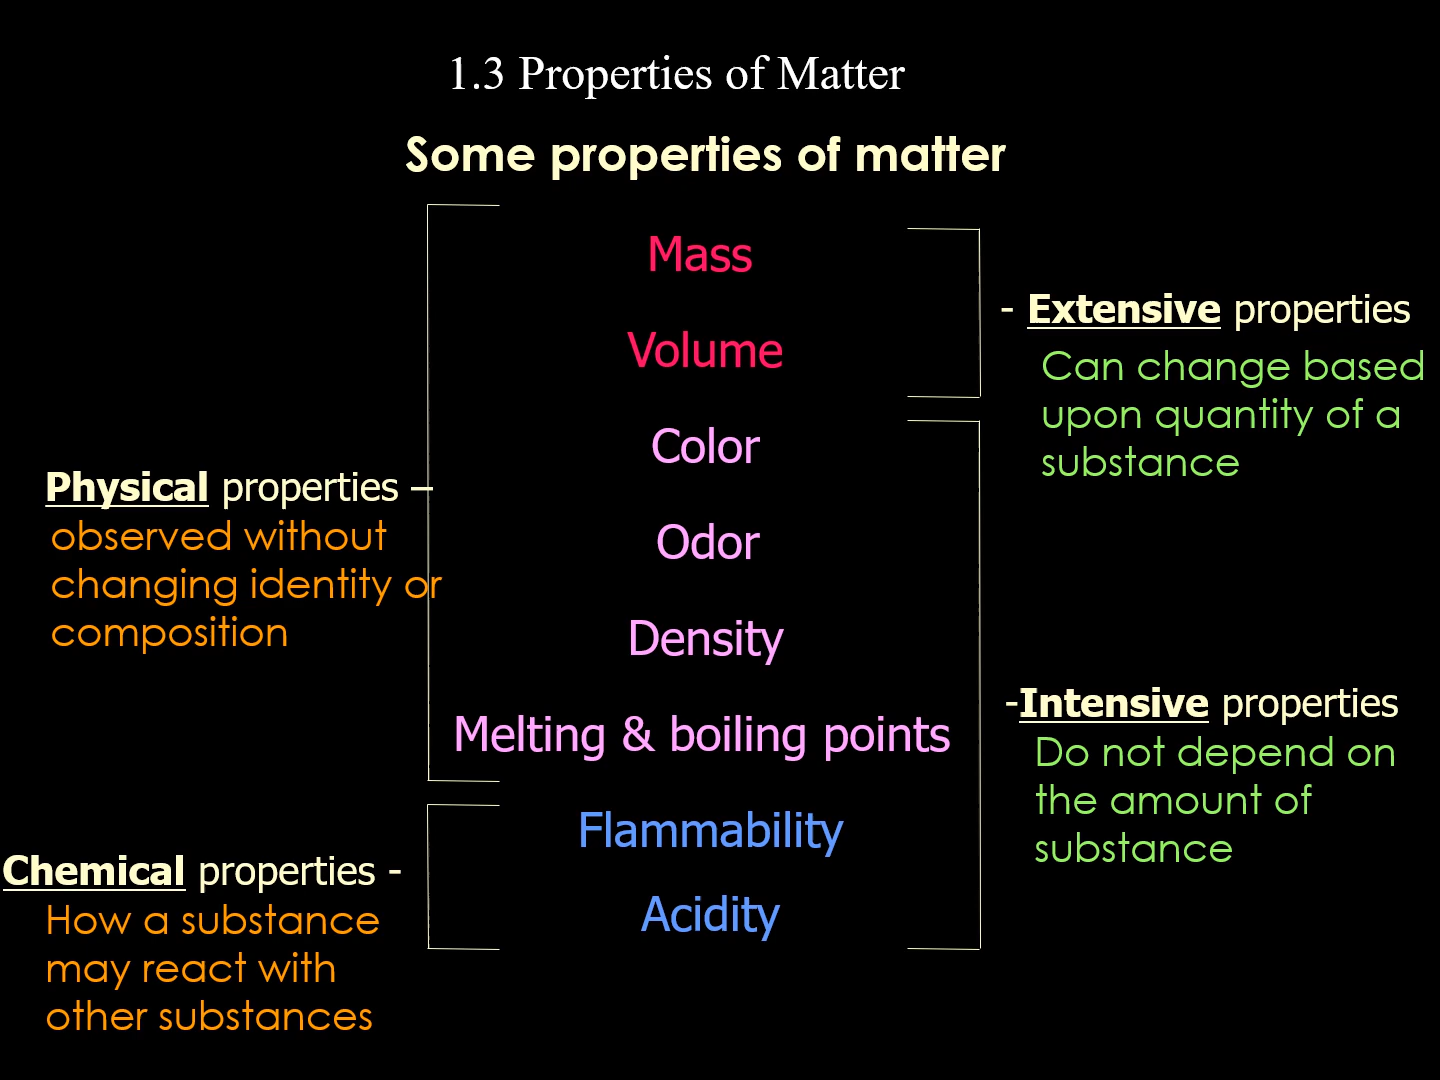 1.3 Properties of Matter
Some properties of matter
Mass
Volume
Color
Odor
Density
Melting & boiling points
Flammability
Acidity
Physical properties –
observed without
changing identity or
composition
Chemical properties -
How a substance
may react with
other substances
- Extensive properties
Can change based
upon quantity of a
substance
-Intensive properties
Do not depend on
the amount of
substance